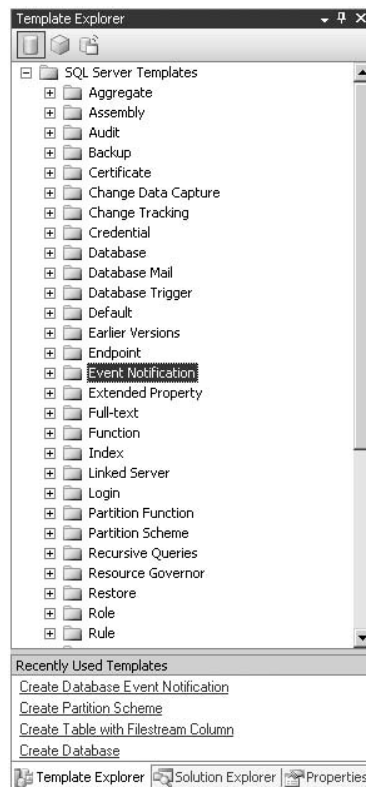 Template Explorer
SQL Server Templates
Aggregate
Assembly
Audit
Backup
Certificate
Change Data Capture
Change Tracking
Credential
Database
Database Mail
Database Trigger
Default
Earlier Versions
Endpoint
Event Notification
Extended Property
Full-text
Function
Index
Linked Server
Login
Partition Function
Partition Scheme
Recursive Queries
Resource Governor
Restore
Role
Rule
Recently Used Templates
Create Database Event Notification
Create Partition Scheme
Create Table with Filestream Column
Create Database
Template Explorer Solution Explorer Properties